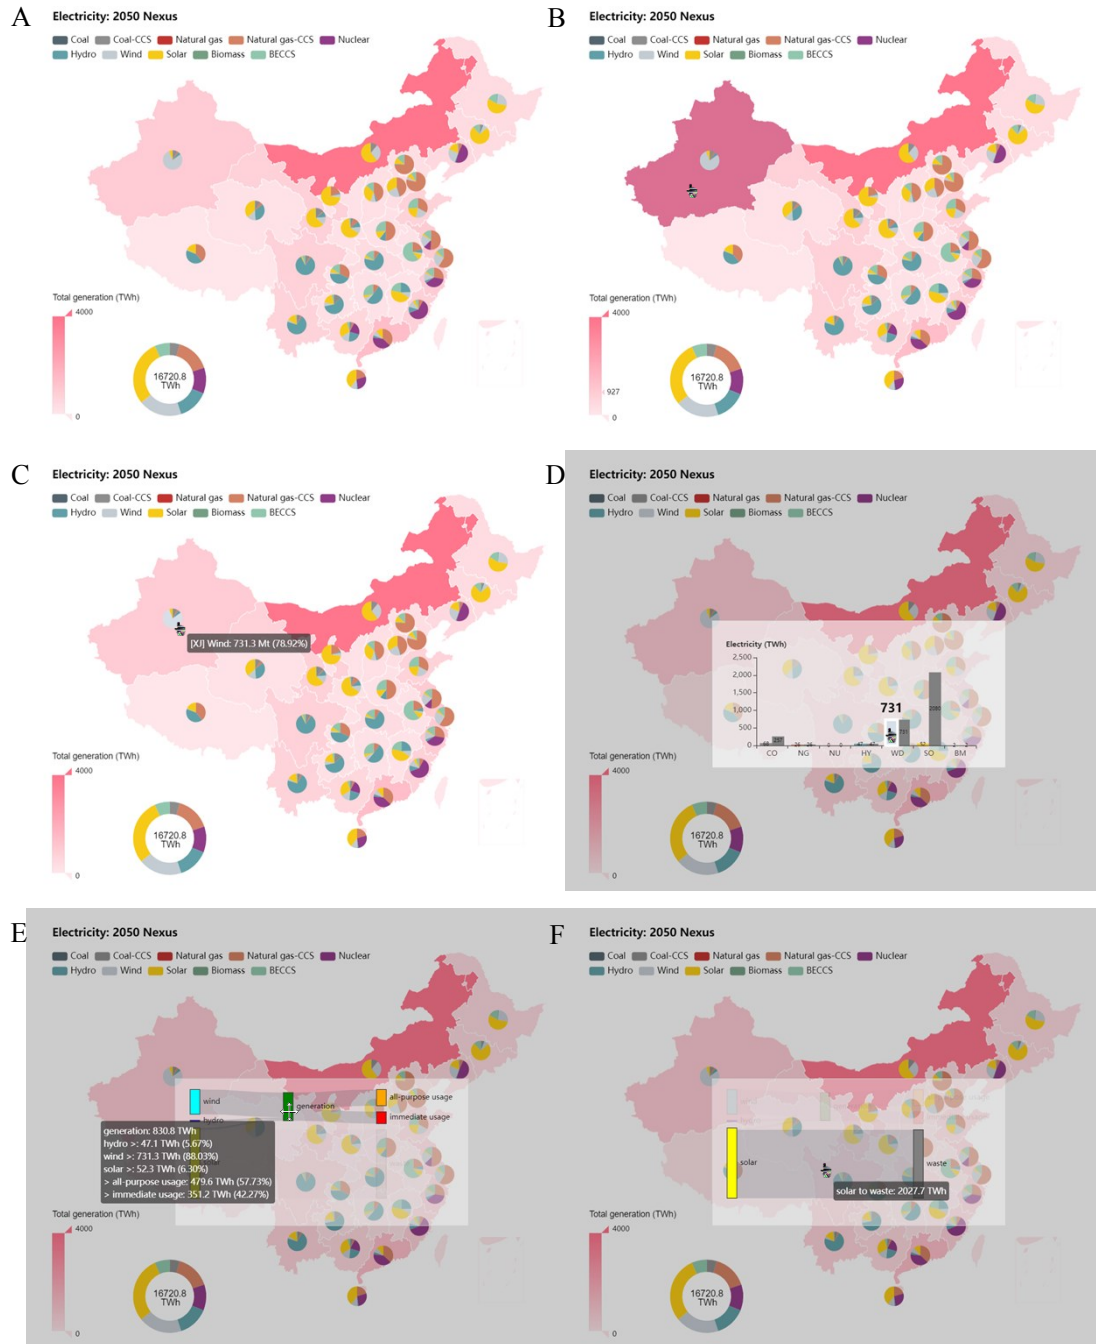 A
Electricity: 2050 Nexus
Coal Coal-CCS Natural gas Natural gas-CCS Nuclear
Hydro Wind Solar Biomass BECCS
Total generation (TWh)
4000
0
16720.8
TWh
B
Electricity: 2050 Nexus
Coal Coal-CCS Natural gas Natural gas-CCS Nuclear
Hydro Wind Solar Biomass BECCS
Total generation (TWh)
4000
927
0
16720.8
TWh
C
Electricity: 2050 Nexus
Coal Coal-CCS Natural gas Natural gas-CCS Nuclear
Hydro Wind Solar Biomass BECCS
[XJ] Wind: 731.3 Mt (78.92%)
Total generation (TWh)
4000
0
16720.8
TWh
D
Electricity: 2050 Nexus
Coal Coal-CCS Natural gas Natural gas-CCS Nuclear
Hydro Wind Solar Biomass BECCS
Electricity (TWh)
2,500
2,000
1,500
1,000
500
0
731
731
CO NG NU HY WD SO BM
Total generation (TWh)
4000
0
16720.8
TWh
E
Electricity: 2050 Nexus
Coal Coal-CCS Natural gas Natural gas-CCS Nuclear
Hydro Wind Solar Biomass BECCS
wind
generation
all-purpose usage
hydro
immediate usage
generation: 830.8 TWh
hydro >: 47.1 TWh (5.67%)
wind >: 731.3 TWh (88.03%)
solar >: 52.3 TWh (6.30%)
> all-purpose usage: 479.6 TWh (57.73%)
> immediate usage: 351.2 TWh (42.27%)
Total generation (TWh)
4000
0
16720.8
TWh
F
Electricity: 2050 Nexus
Coal Coal-CCS Natural gas Natural gas-CCS Nuclear
Hydro Wind Solar Biomass BECCS
solar
waste
solar to waste: 2027.7 TWh
Total generation (TWh)
4000
0
16720.8
TWh